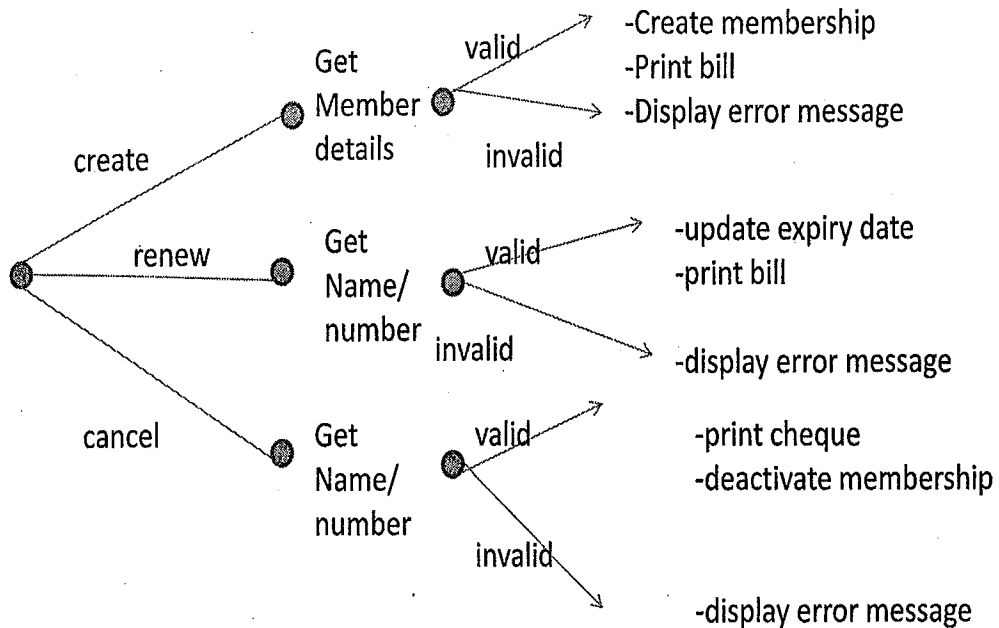 create
Get
Member
details
valid
invalid
-Create membership
-Print bill
-Display error message
renew
Get
Name/
number
valid
invalid
-update expiry date
-print bill
-display error message
cancel
Get
Name/
number
valid
invalid
-print cheque
-deactivate membership
-display error message